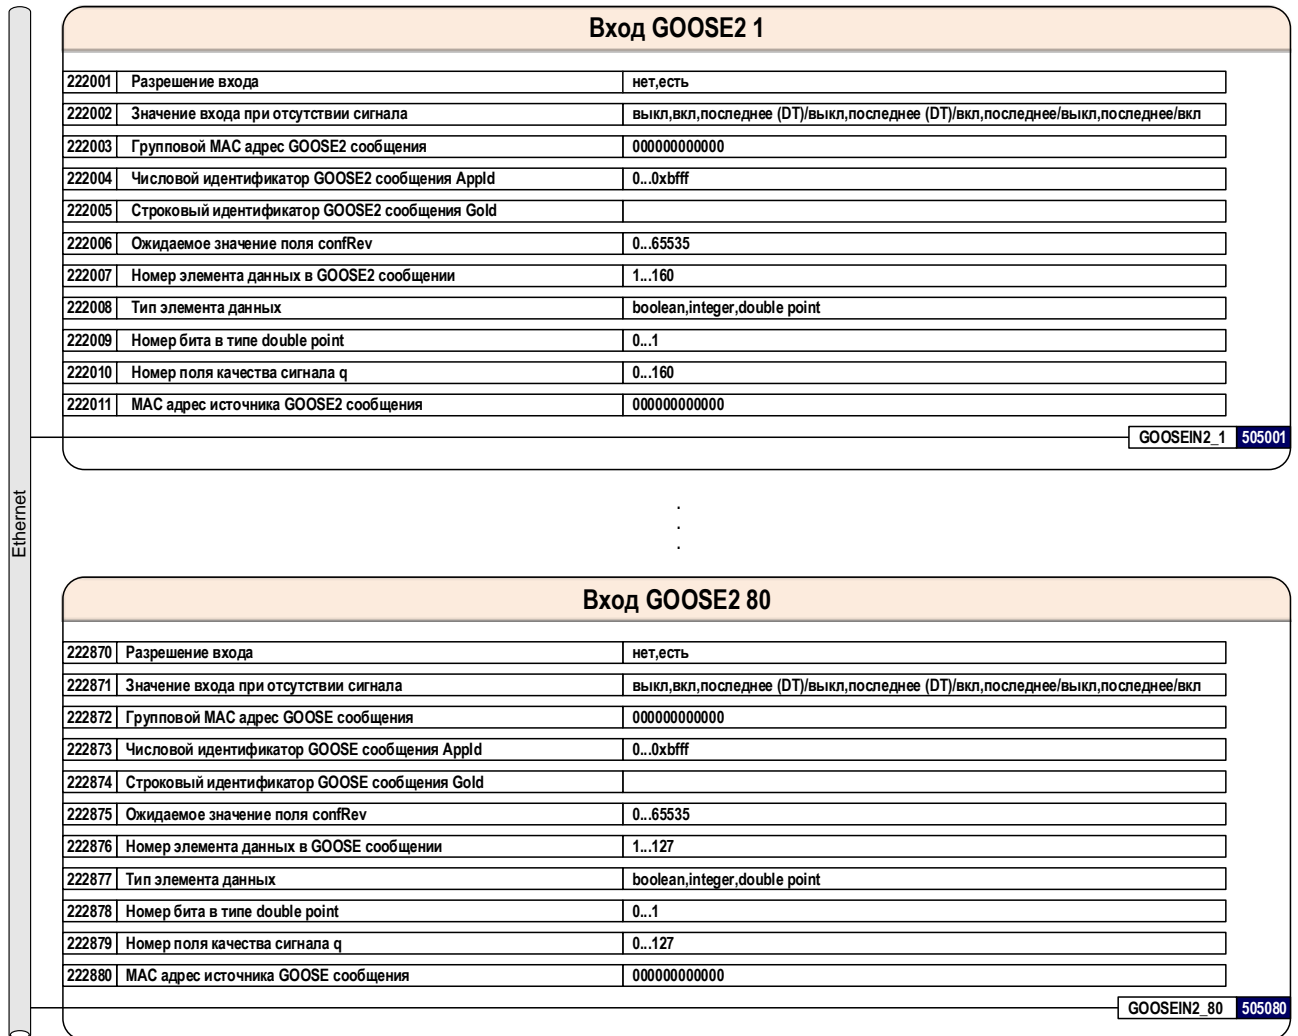 Вход GOOSE2 1
222001 Разрешение входа нет,есть
222002 Значение входа при отсутствии сигнала выкл,вкл,последнее (DT)/выкл,последнее (DT)/вкл,последнее/выкл,последнее/вкл
222003 Групповой MAC адрес GOOSE2 сообщения 000000000000
222004 Числовой идентификатор GOOSE2 сообщения AppId 0...0xbfff
222005 Строковый идентификатор GOOSE2 сообщения GoId
222006 Ожидаемое значение поля confRev 0...65535
222007 Номер элемента данных в GOOSE2 сообщении 1...160
222008 Тип элемента данных boolean,integer,double point
222009 Номер бита в типе double point 0...1
222010 Номер поля качества сигнала q 0...160
222011 MAC адрес источника GOOSE2 сообщения 000000000000
GOOSEIN2_1 505001
Ethernet
.
.
.
Вход GOOSE2 80
222870 Разрешение входа нет,есть
222871 Значение входа при отсутствии сигнала выкл,вкл,последнее (DT)/выкл,последнее (DT)/вкл,последнее/выкл,последнее/вкл
222872 Групповой MAC адрес GOOSE сообщения 000000000000
222873 Числовой идентификатор GOOSE сообщения AppId 0...0xbfff
222874 Строковый идентификатор GOOSE сообщения GoId
222875 Ожидаемое значение поля confRev 0...65535
222876 Номер элемента данных в GOOSE сообщении 1...127
222877 Тип элемента данных boolean,integer,double point
222878 Номер бита в типе double point 0...1
222879 Номер поля качества сигнала q 0...127
222880 MAC адрес источника GOOSE сообщения 000000000000
GOOSEIN2_80 505080